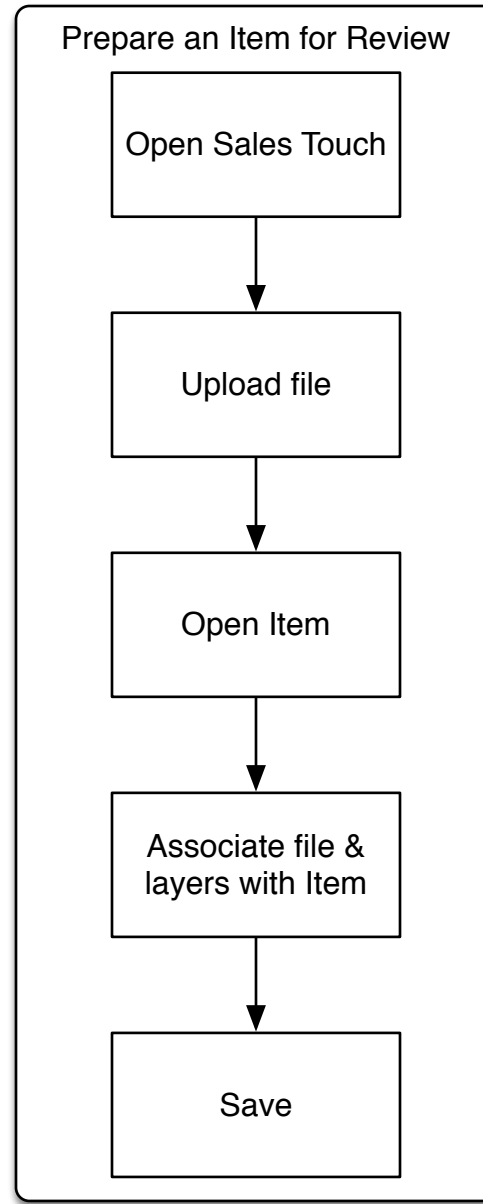 Prepare an Item for Review
Open Sales Touch
Upload file
Open Item
Associate file &
layers with Item
Save